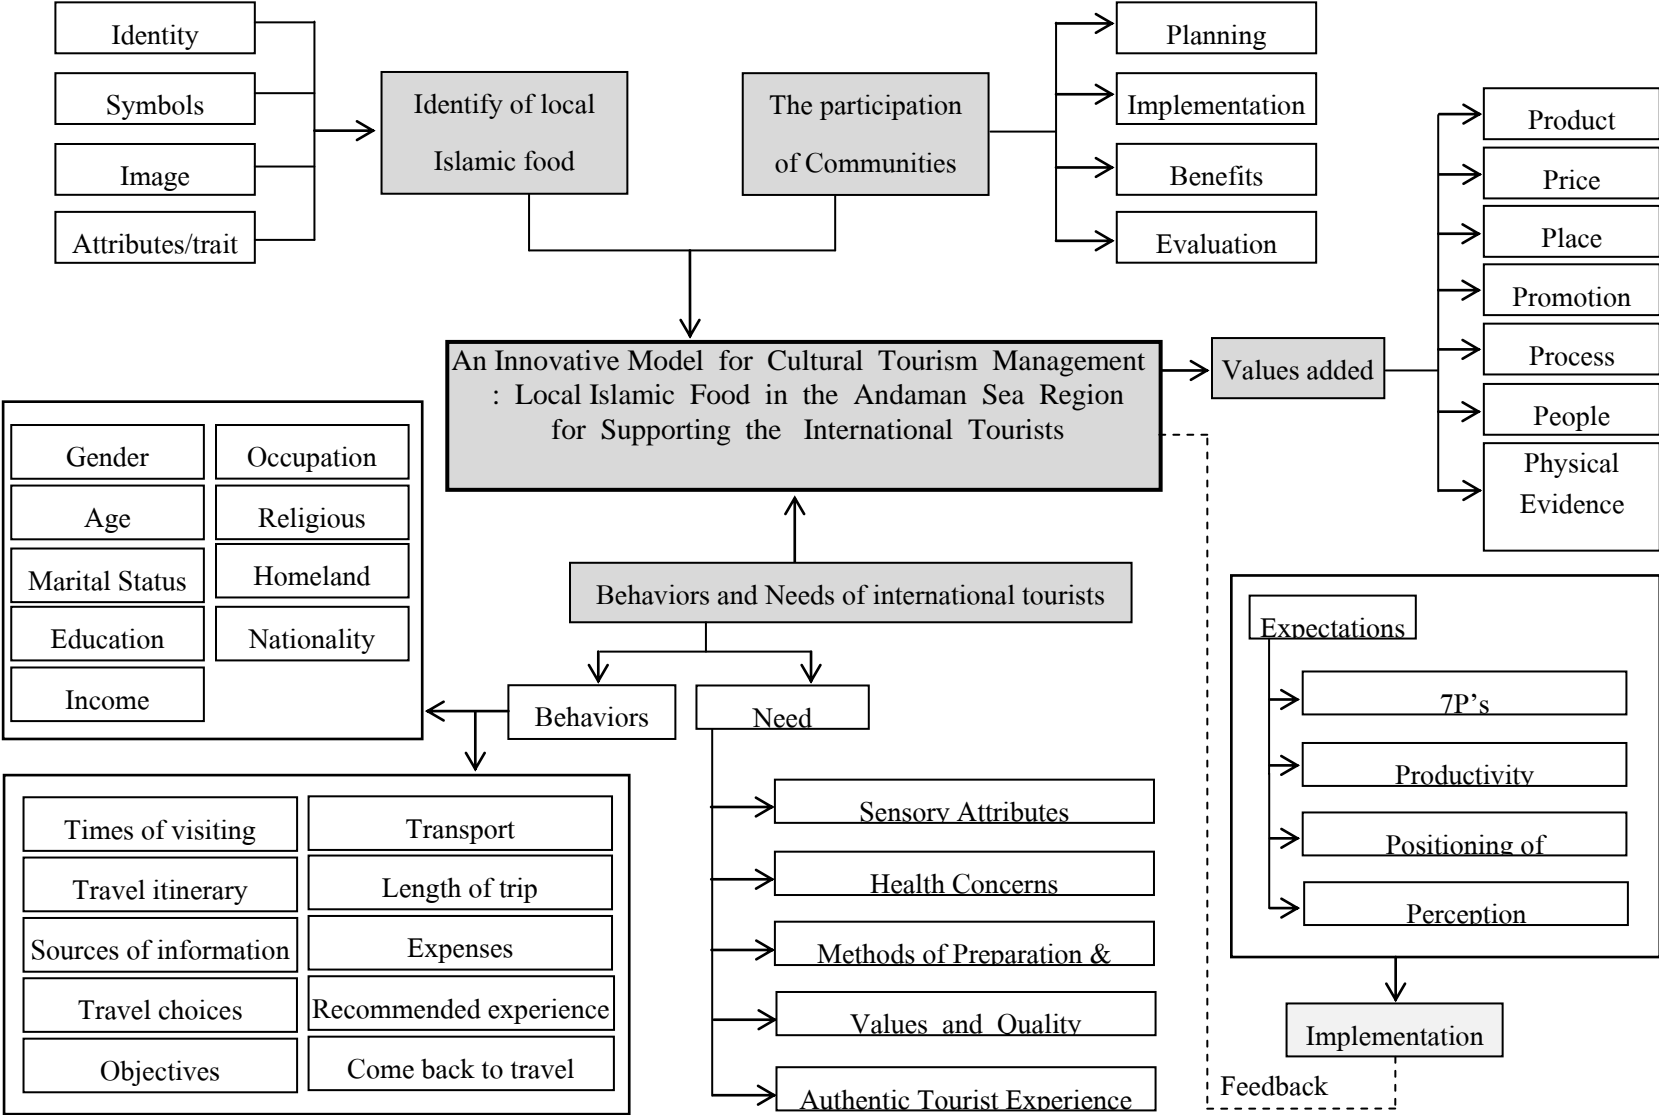 Identity
Symbols
Image
Attributes/trait
Identify of local
Islamic food
The participation
of Communities
Planning
Implementation
Benefits
Evaluation
Product
Price
Place
Promotion
Process
People
Physical
Evidence
An Innovative Model for Cultural Tourism Management
: Local Islamic Food in the Andaman Sea Region
for Supporting the International Tourists
Values added
Gender
Age
Marital Status
Education
Income
Occupation
Religious
Homeland
Nationality
Behaviors and Needs of international tourists
Behaviors
Need
Times of visiting
Travel itinerary
Sources of information
Travel choices
Objectives
Transport
Length of trip
Expenses
Recommended experience
Come back to travel
Sensory Attributes
Health Concerns
Methods of Preparation &
Values and Quality
Authentic Tourist Experience
Expectations
7P's
Productivity
Positioning of
Perception
Implementation
Feedback